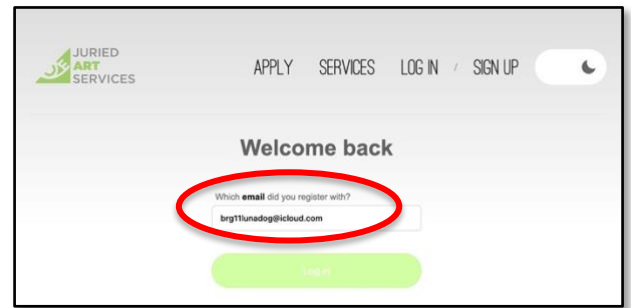 JURIED
ART
SERVICES
APPLY SERVICES LOG IN / SIGN UP
Welcome back
Which email did you register with?
brg11lunadog@icloud.com
Log in